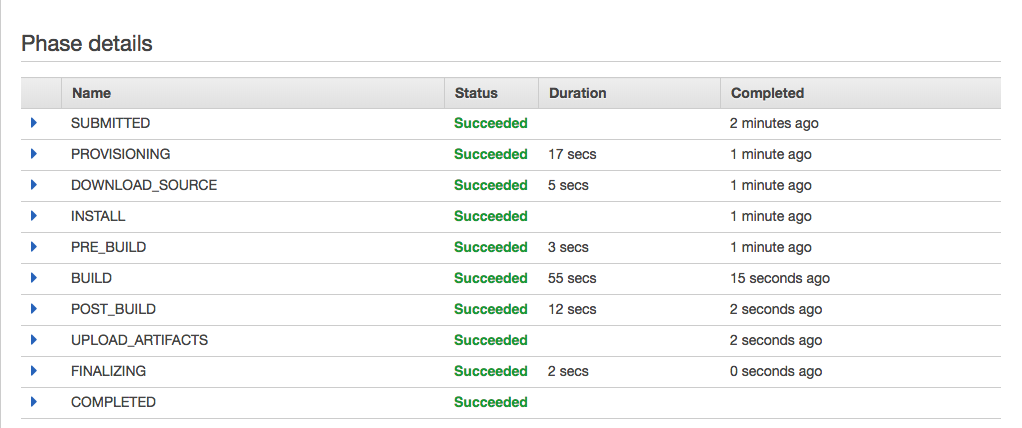 Phase details
Name Status Duration Completed
SUBMITTED Succeeded 2 minutes ago
PROVISIONING Succeeded 17 secs 1 minute ago
DOWNLOAD_SOURCE Succeeded 5 secs 1 minute ago
INSTALL Succeeded 1 minute ago
PRE_BUILD Succeeded 3 secs 1 minute ago
BUILD Succeeded 55 secs 15 seconds ago
POST_BUILD Succeeded 12 secs 2 seconds ago
UPLOAD_ARTIFACTS Succeeded 2 seconds ago
FINALIZING Succeeded 2 secs 0 seconds ago
COMPLETED Succeeded